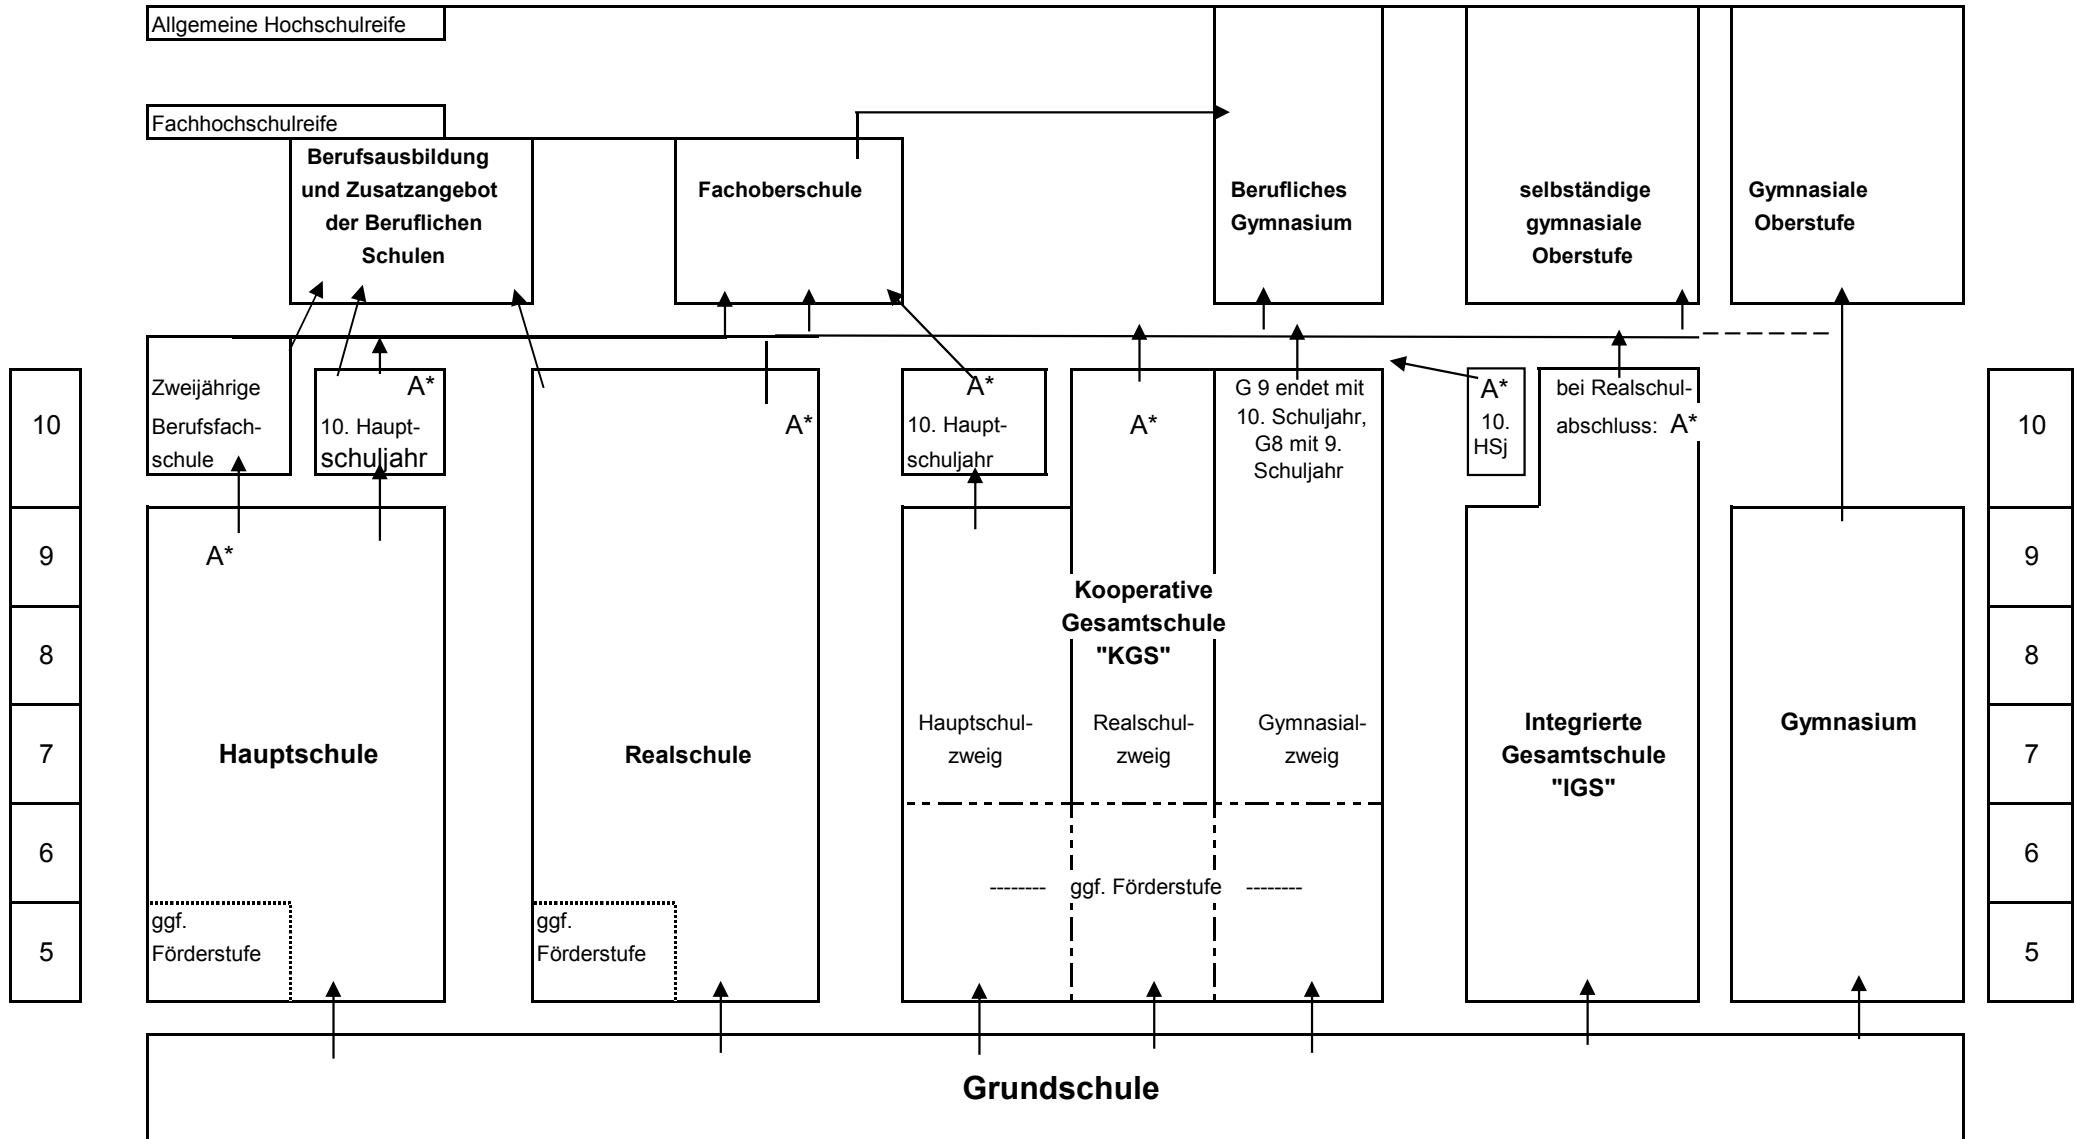 Allgemeine Hochschulreife
Fachhochschulreife
Berufsausbildung
und Zusatzangebot
der Beruflichen
Schulen
Fachoberschule
Berufliches
Gymnasium
selbständige
gymnasiale
Oberstufe
Gymnasiale
Oberstufe
10
9
8
7
6
5
Zweijährige
Berufsfach-
schule
A*
10. Haupt-
schuljahr
A*
A*
A*
10. Haupt-
schuljahr
A*
G 9 endet mit
10. Schuljahr,
G8 mit 9.
Schuljahr
A*
10.
HSj
bei Realschul-
abschluss: A*
Hauptschule
ggf.
Förderstufe
Realschule
ggf.
Förderstufe
Kooperative
Gesamtschule
"KGS"
Hauptschul-
zweig
Realschul-
zweig
Gymnasial-
zweig
-------- ggf. Förderstufe --------
Integrierte
Gesamtschule
"IGS"
Gymnasium
10
9
8
7
6
5
Grundschule